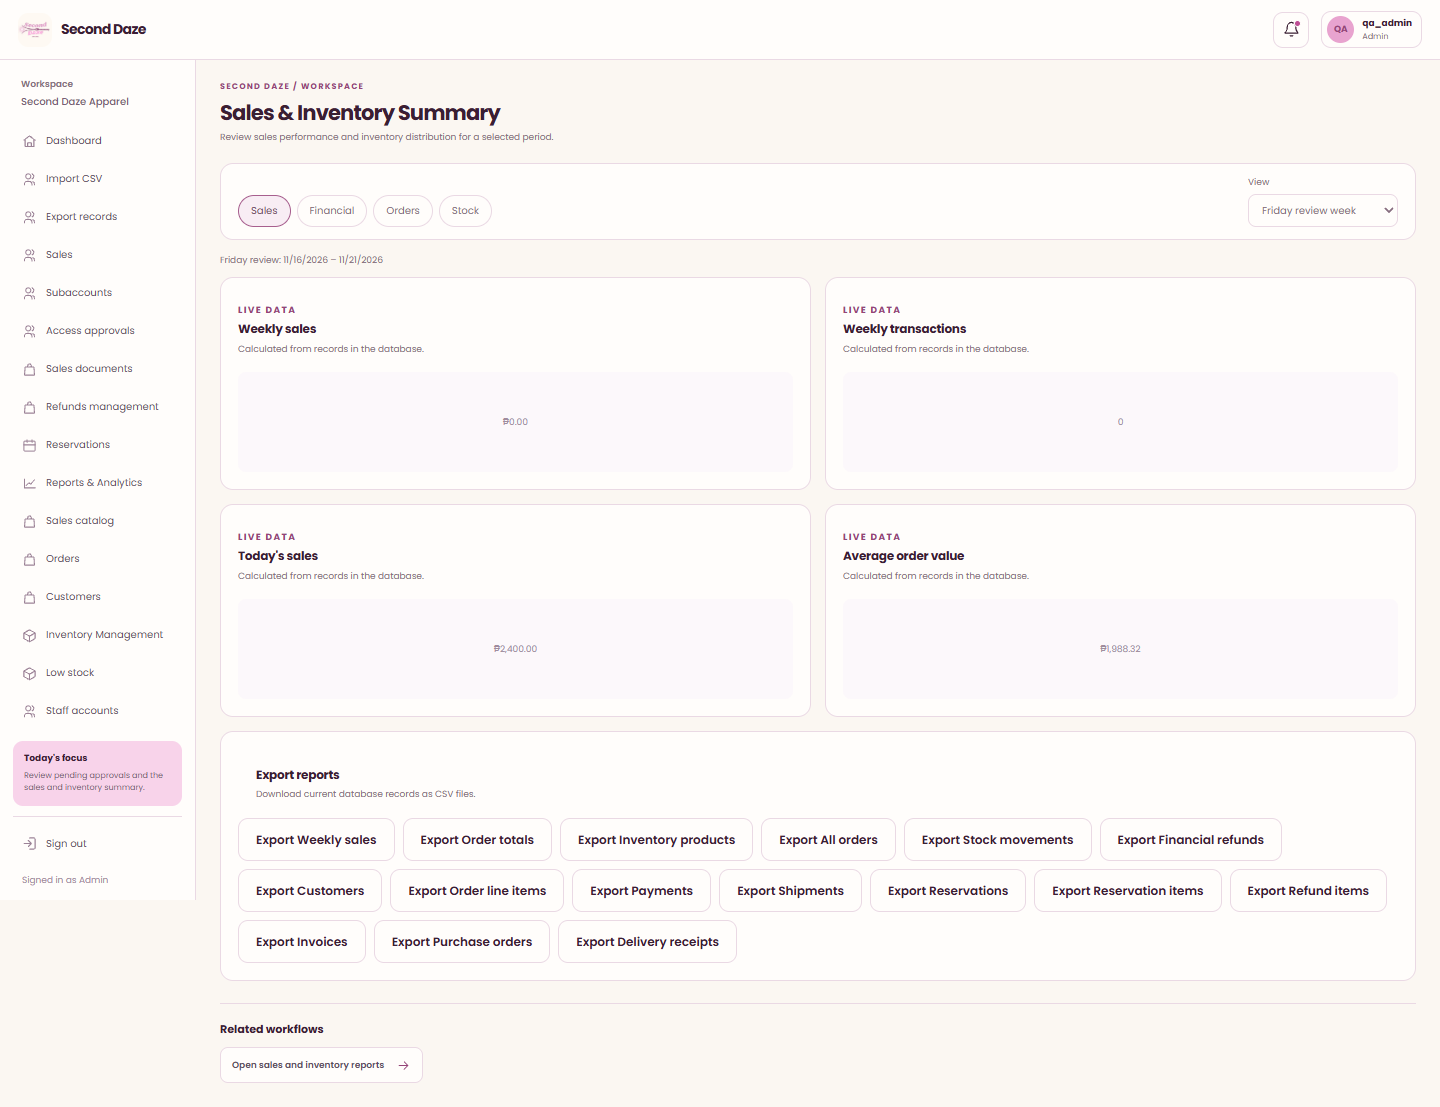 Second Daze
Second Daze
qa_admin
QA
Admin
Workspace
Second Daze Apparel
Dashboard
Import CSV
Export records
Sales
Subaccounts
Access approvals
Sales documents
Refunds management
Reservations
Reports & Analytics
Sales catalog
Orders
Customers
Inventory Management
Low stock
Staff accounts
Today's focus
Review pending approvals and the
sales and inventory summary.
Sign out
Signed in as Admin
SECOND DAZE / WORKSPACE
Sales & Inventory Summary
Review sales performance and inventory distribution for a selected period.
Sales
Financial
Orders
Stock
View
Friday review week
Friday review: 11/16/2026 – 11/21/2026
LIVE DATA
Weekly sales
Calculated from records in the database.
₱0.00
LIVE DATA
Weekly transactions
Calculated from records in the database.
0
LIVE DATA
Today's sales
Calculated from records in the database.
₱2,400.00
LIVE DATA
Average order value
Calculated from records in the database.
₱1,988.32
Export reports
Download current database records as CSV files.
Export Weekly sales
Export Order totals
Export Inventory products
Export All orders
Export Stock movements
Export Financial refunds
Export Customers
Export Order line items
Export Payments
Export Shipments
Export Reservations
Export Reservation items
Export Refund items
Export Invoices
Export Purchase orders
Export Delivery receipts
Related workflows
Open sales and inventory reports